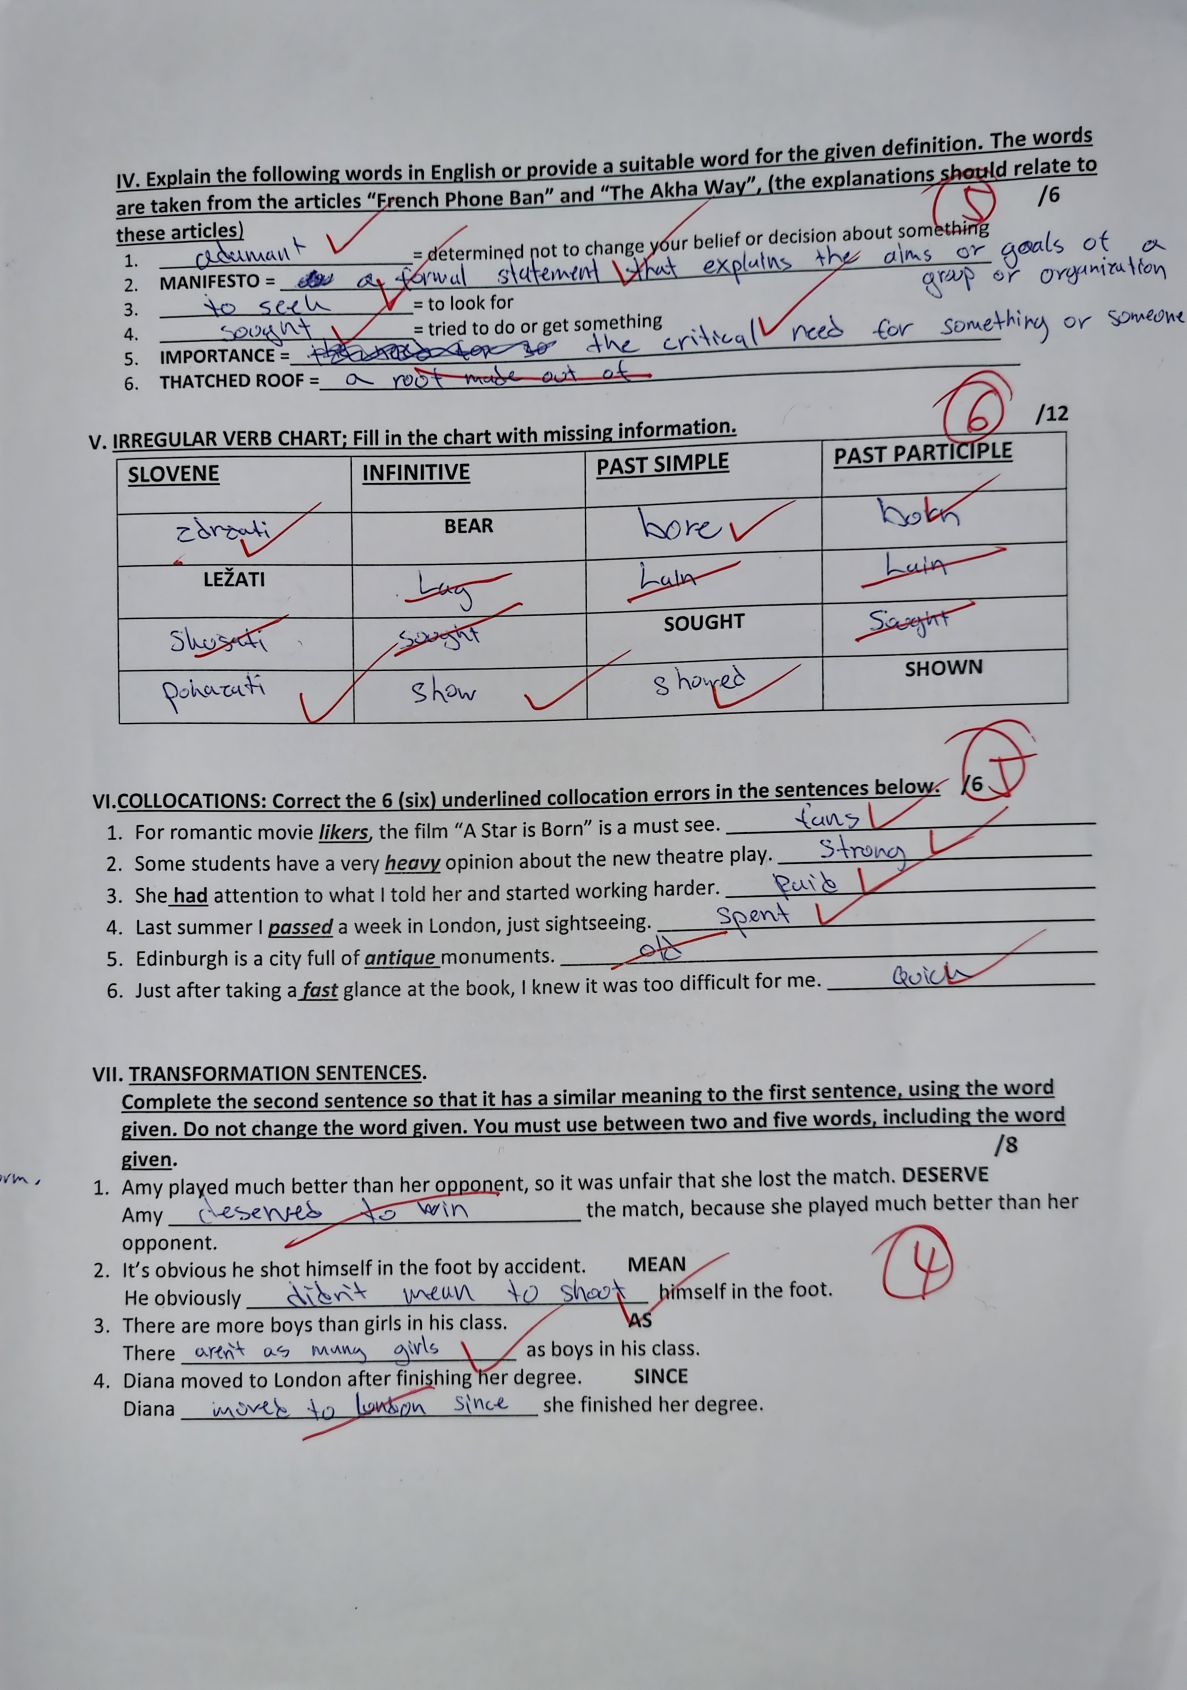 IV. Explain the following words in English or provide a suitable word for the given definition. The words
are taken from the articles “French Phone Ban” and “The Akha Way”, (the explanations should relate to
these articles) 5 /6
1. adamant = determined not to change your belief or decision about something
2. MANIFESTO = a formal statement that explains the aims or goals of a
group or organization
3. to seek = to look for
4. sought = tried to do or get something
5. IMPORTANCE = the critical need for something or someone
6. THATCHED ROOF = a roof made out of
V. IRREGULAR VERB CHART; Fill in the chart with missing information. 6 /12
SLOVENE INFINITIVE PAST SIMPLE PAST PARTICIPLE
zdržati BEAR bore born
LEŽATI Lay Lain Lain
Skušati sought SOUGHT Sought
pokazati show showed SHOWN
VI.COLLOCATIONS: Correct the 6 (six) underlined collocation errors in the sentences below. /6 5
1. For romantic movie likers, the film “A Star is Born” is a must see. fans
2. Some students have a very heavy opinion about the new theatre play. strong
3. She had attention to what I told her and started working harder. paid
4. Last summer I passed a week in London, just sightseeing. spent
5. Edinburgh is a city full of antique monuments. old
6. Just after taking a fast glance at the book, I knew it was too difficult for me. quick
VII. TRANSFORMATION SENTENCES.
Complete the second sentence so that it has a similar meaning to the first sentence, using the word
given. Do not change the word given. You must use between two and five words, including the word
given. /8
1. Amy played much better than her opponent, so it was unfair that she lost the match. DESERVE
Amy deserved to win the match, because she played much better than her
opponent.
4
2. It’s obvious he shot himself in the foot by accident. MEAN
He obviously didn't mean to shoot himself in the foot.
3. There are more boys than girls in his class. AS
There aren't as many girls as boys in his class.
4. Diana moved to London after finishing her degree. SINCE
Diana moved to London since she finished her degree.